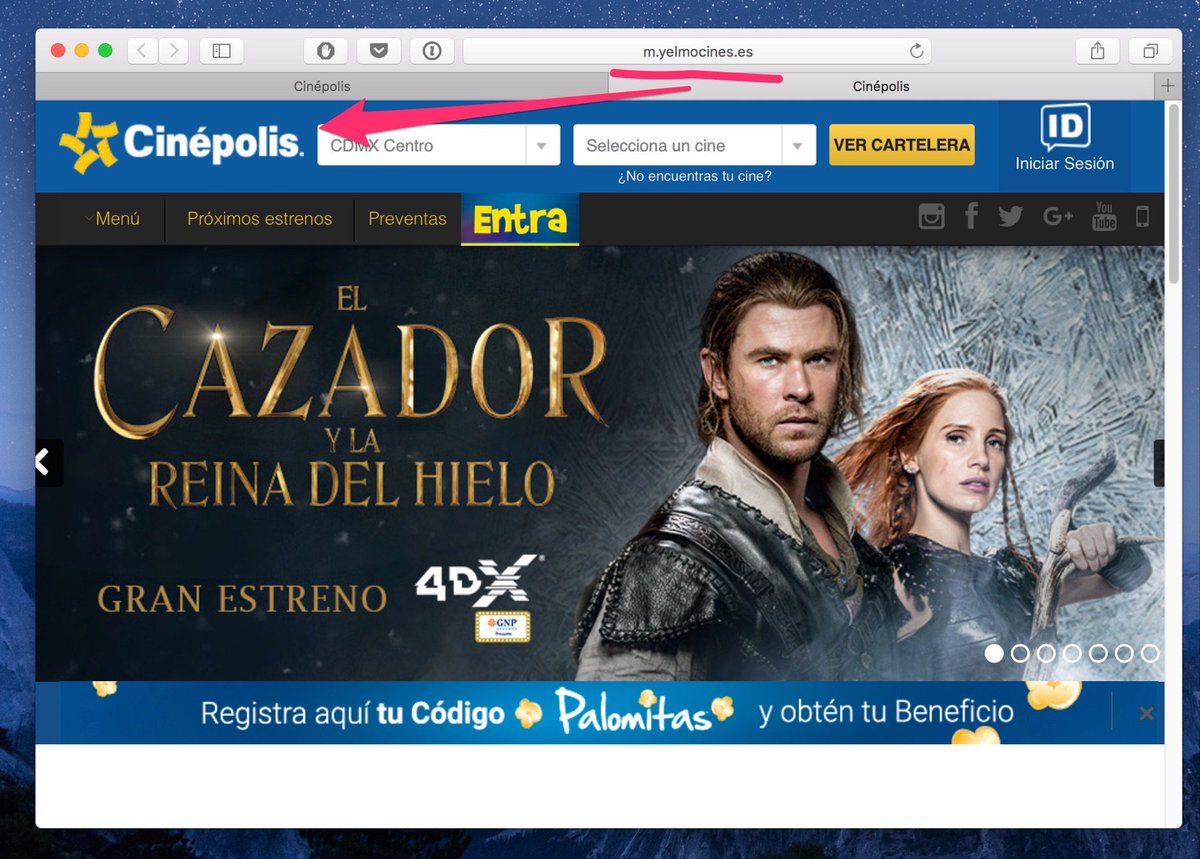 m.yelmocines.es
Cinépolis
Cinépolis
Cinépolis.
CDMX Centro
Selecciona un cine
VER CARTELERA
ID
Iniciar Sesión
¿No encuentras tu cine?
Menú
Próximos estrenos
Preventas
Entra
G+
You
Tube
EL
CAZADOR
Y LA
REINA DEL HIELO
GRAN ESTRENO
4DX
GNP
Registra aquí tu Código Palomitas y obtén tu Beneficio